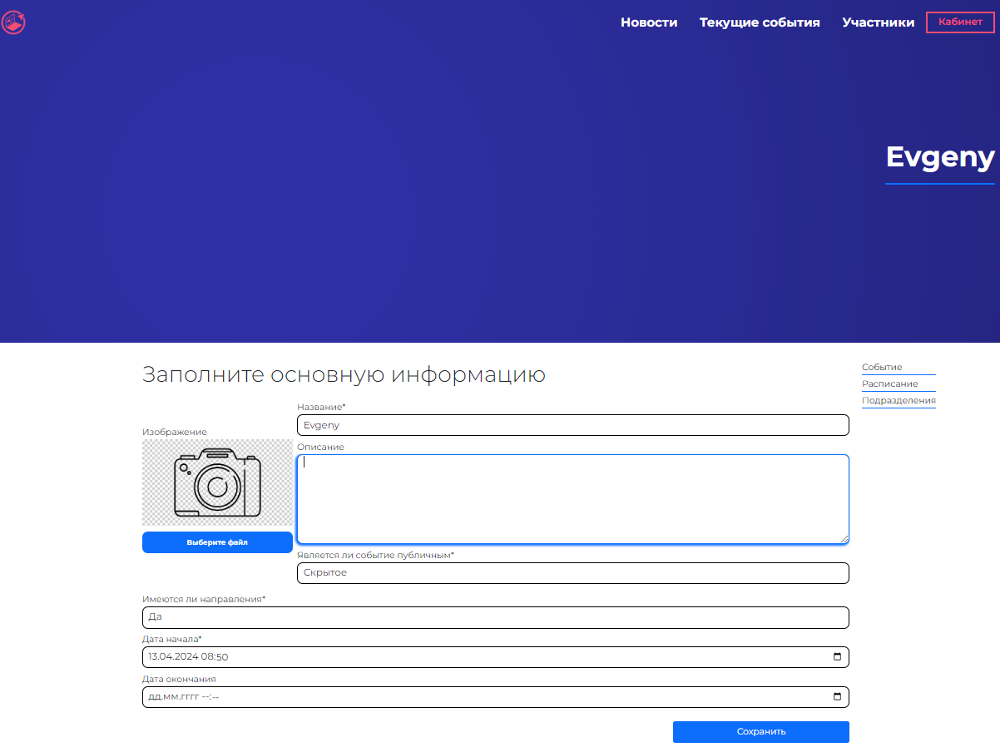 Новости Текущие события Участники Кабинет
Evgeny
Заполните основную информацию
Событие
Расписание
Подразделения
Изображение
Выберите файл
Название*
Evgeny
Описание
Является ли событие публичным*
Скрытое
Имеются ли направления*
Да
Дата начала*
13.04.2024 08:50
Дата окончания
дд.мм.гггг --:--
Сохранить